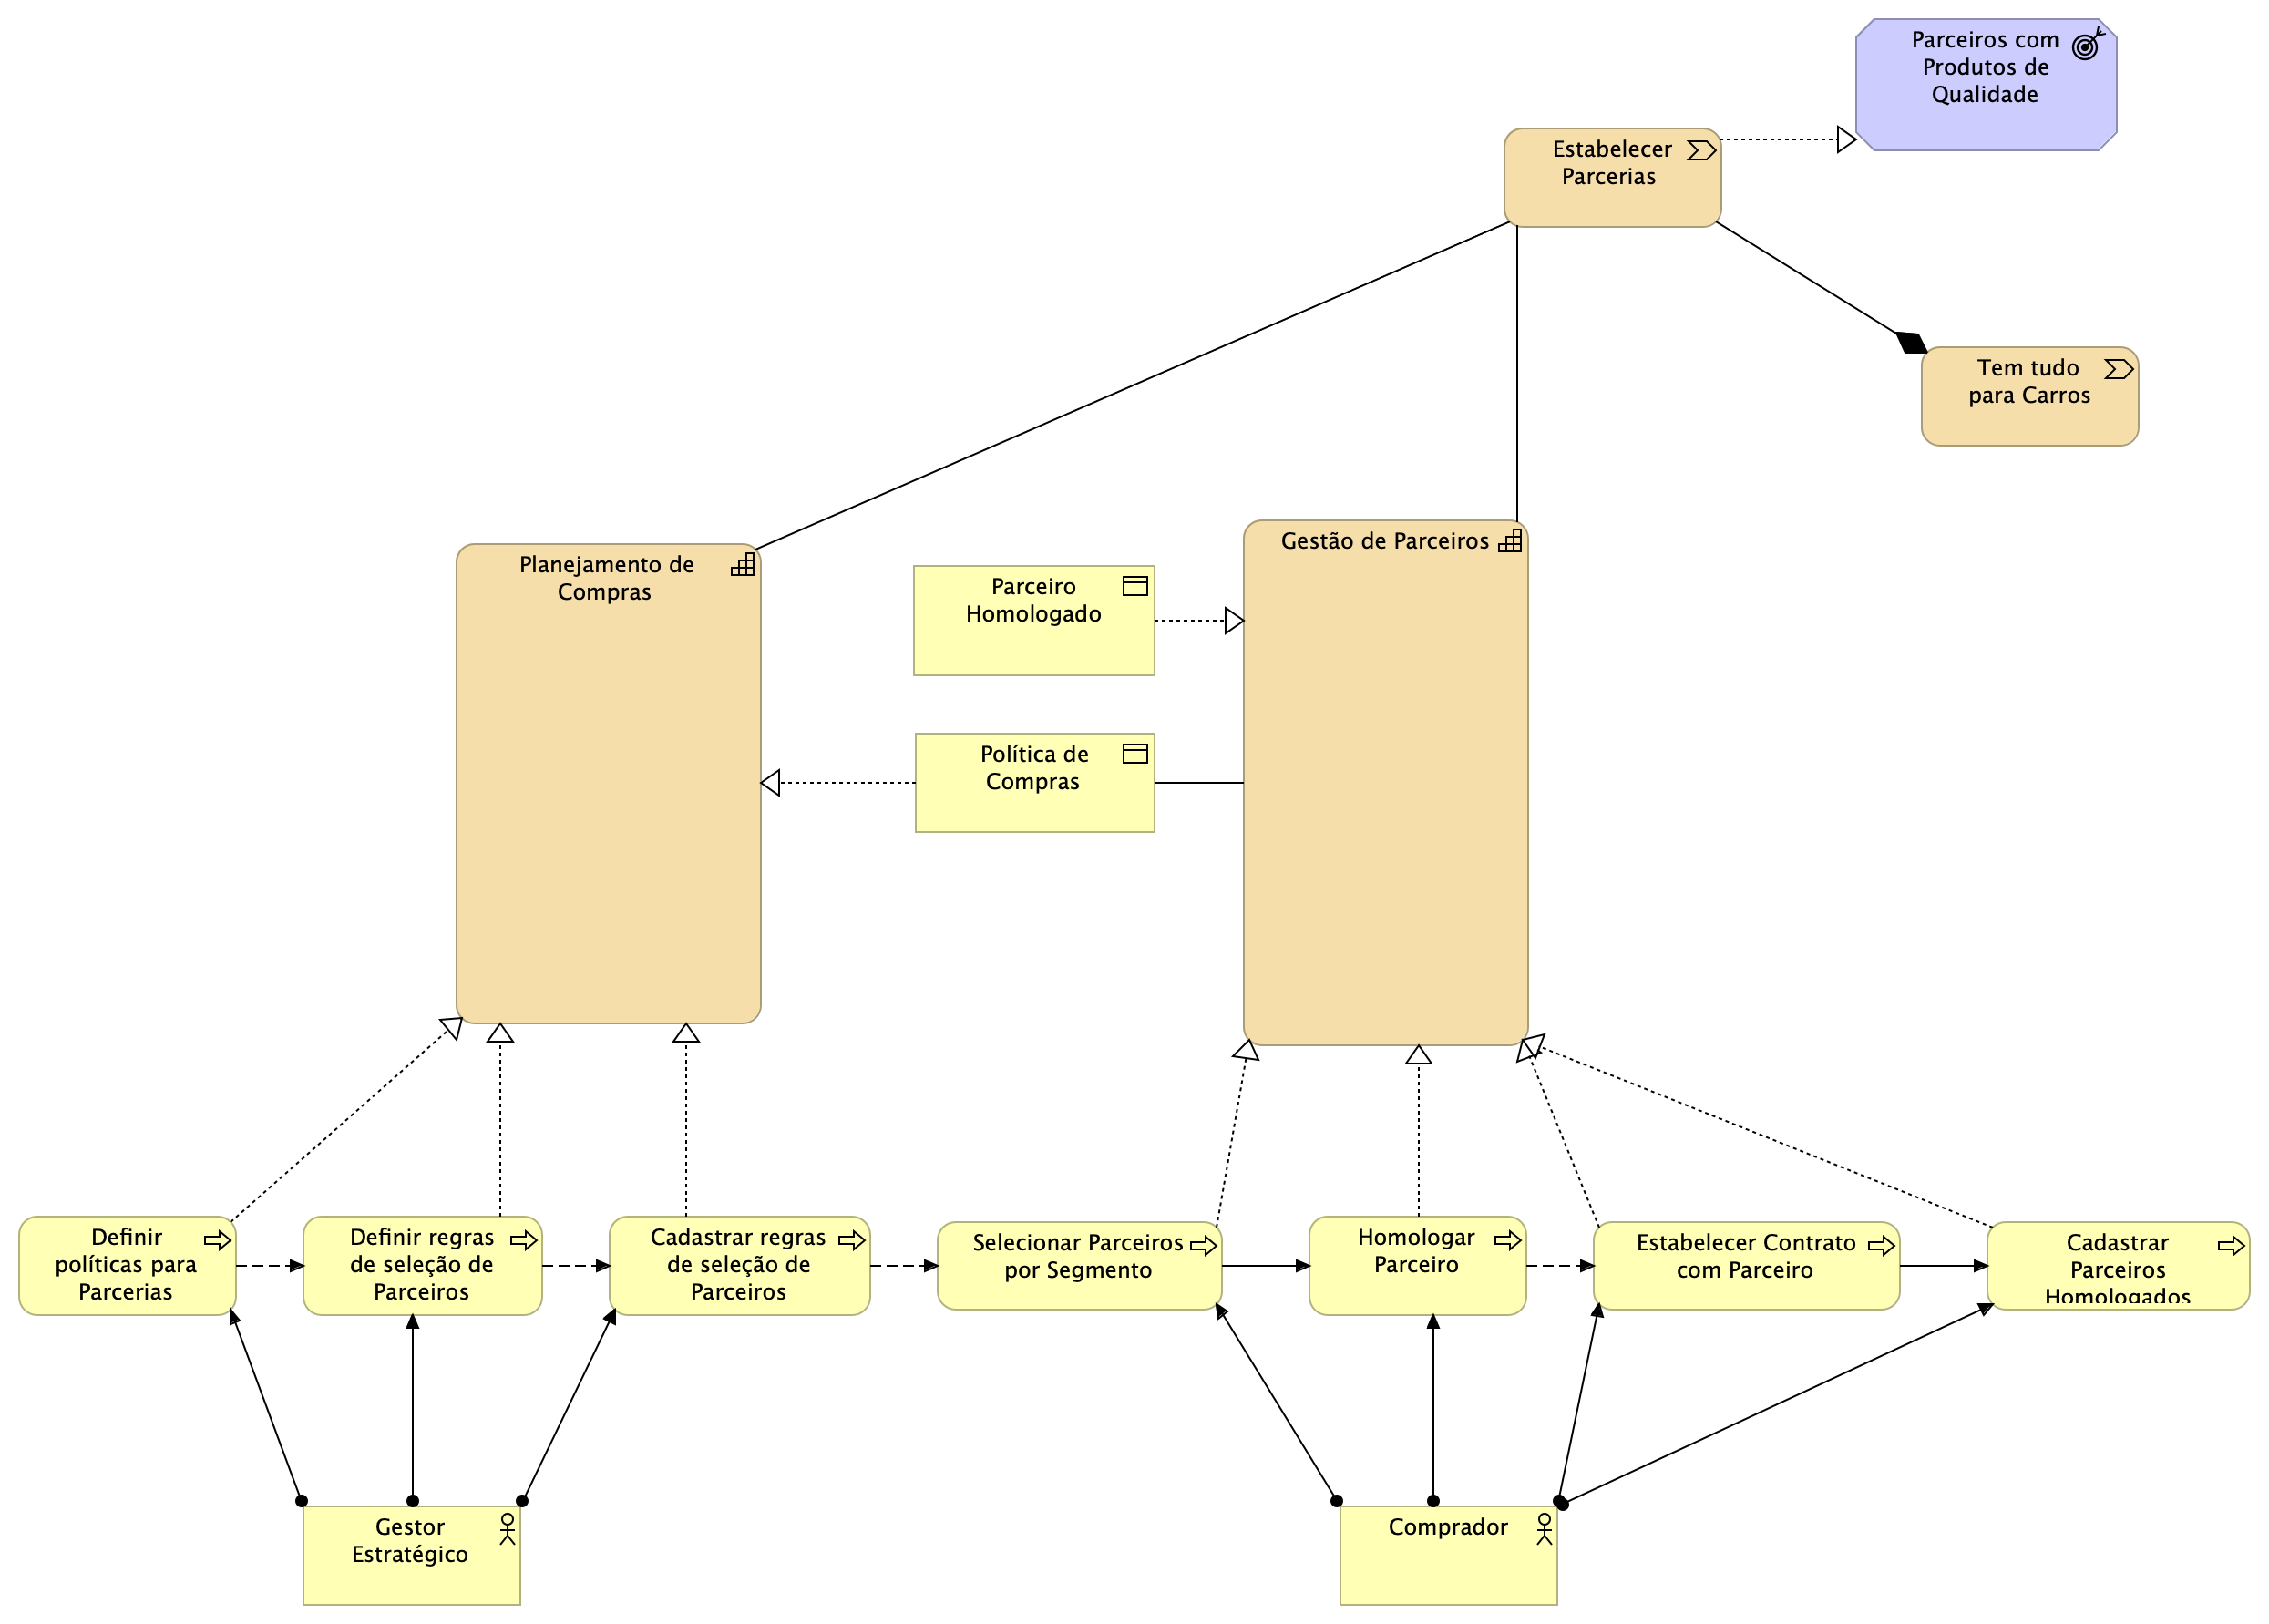 Parceiros com
Produtos de
Qualidade
Estabelecer
Parcerias
Tem tudo
para Carros
Planejamento de
Compras
Gestão de Parceiros
Parceiro
Homologado
Política de
Compras
Definir
políticas para
Parcerias
Definir regras
de seleção de
Parceiros
Cadastrar regras
de seleção de
Parceiros
Selecionar Parceiros
por Segmento
Homologar
Parceiro
Estabelecer Contrato
com Parceiro
Cadastrar
Parceiros
Homologados
Gestor
Estratégico
Comprador